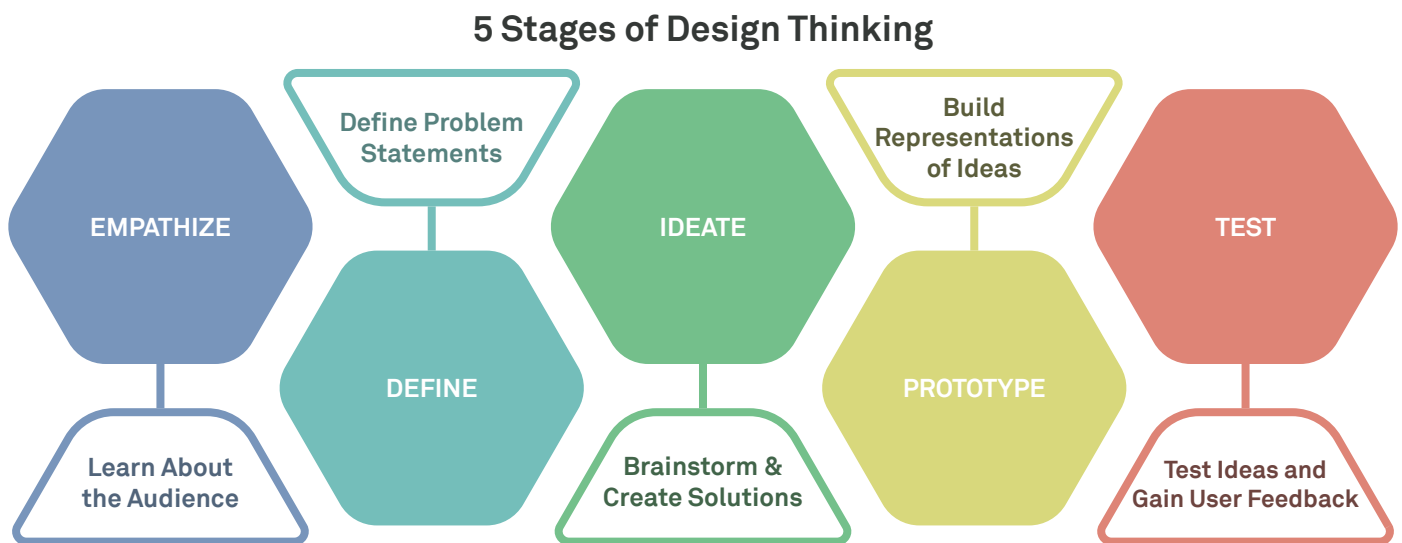 5 Stages of Design Thinking
EMPATHIZE
Learn About
the Audience
Define Problem
Statements
DEFINE
IDEATE
Brainstorm &
Create Solutions
Build
Representations
of Ideas
PROTOTYPE
TEST
Test Ideas and
Gain User Feedback